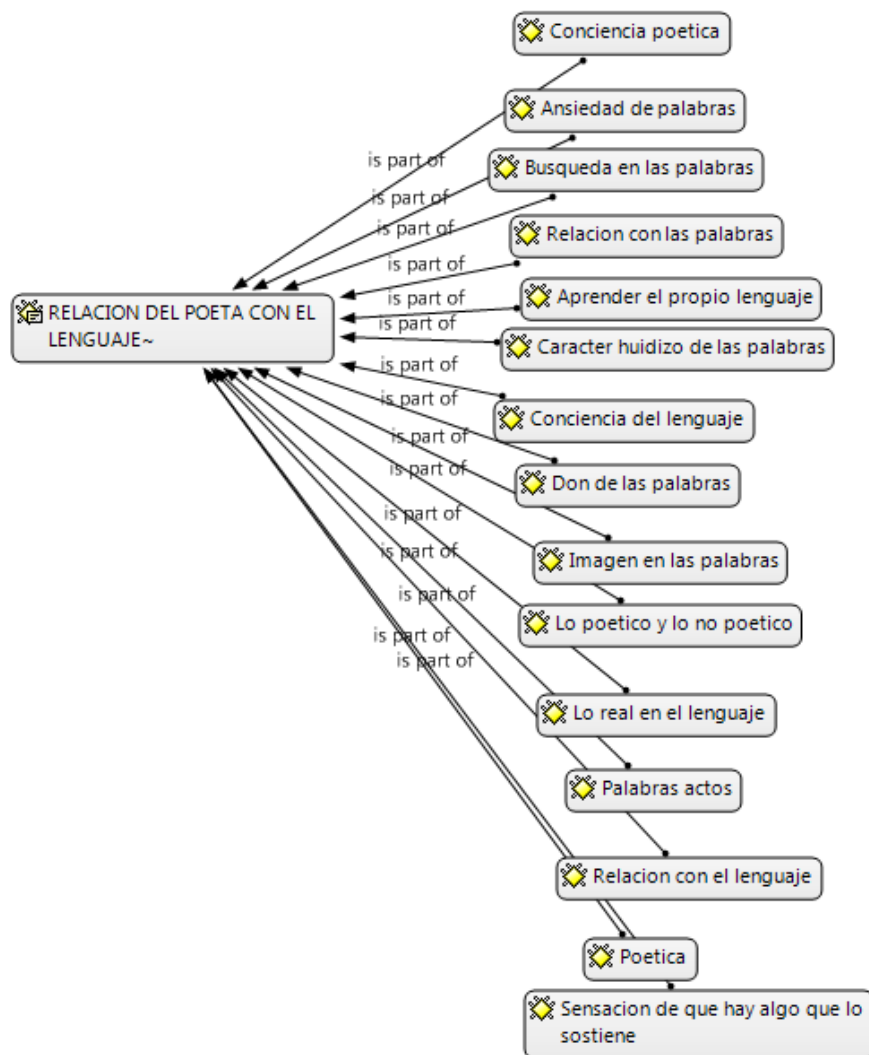 Conciencia poetica
Ansiedad de palabras
is part of
Busqueda en las palabras
is part of
is part of
Relacion con las palabras
is part of
Aprender el propio lenguaje
is part of
RELACION DEL POETA CON EL
LENGUAJE~
is part of
Caracter huidizo de las palabras
is part of
is part of
Conciencia del lenguaje
is part of
is part of
Don de las palabras
is part of
is part of
Imagen en las palabras
is part of
Lo poetico y lo no poetico
is part of
is part of
Lo real en el lenguaje
Palabras actos
Relacion con el lenguaje
Poetica
Sensacion de que hay algo que lo
sostiene